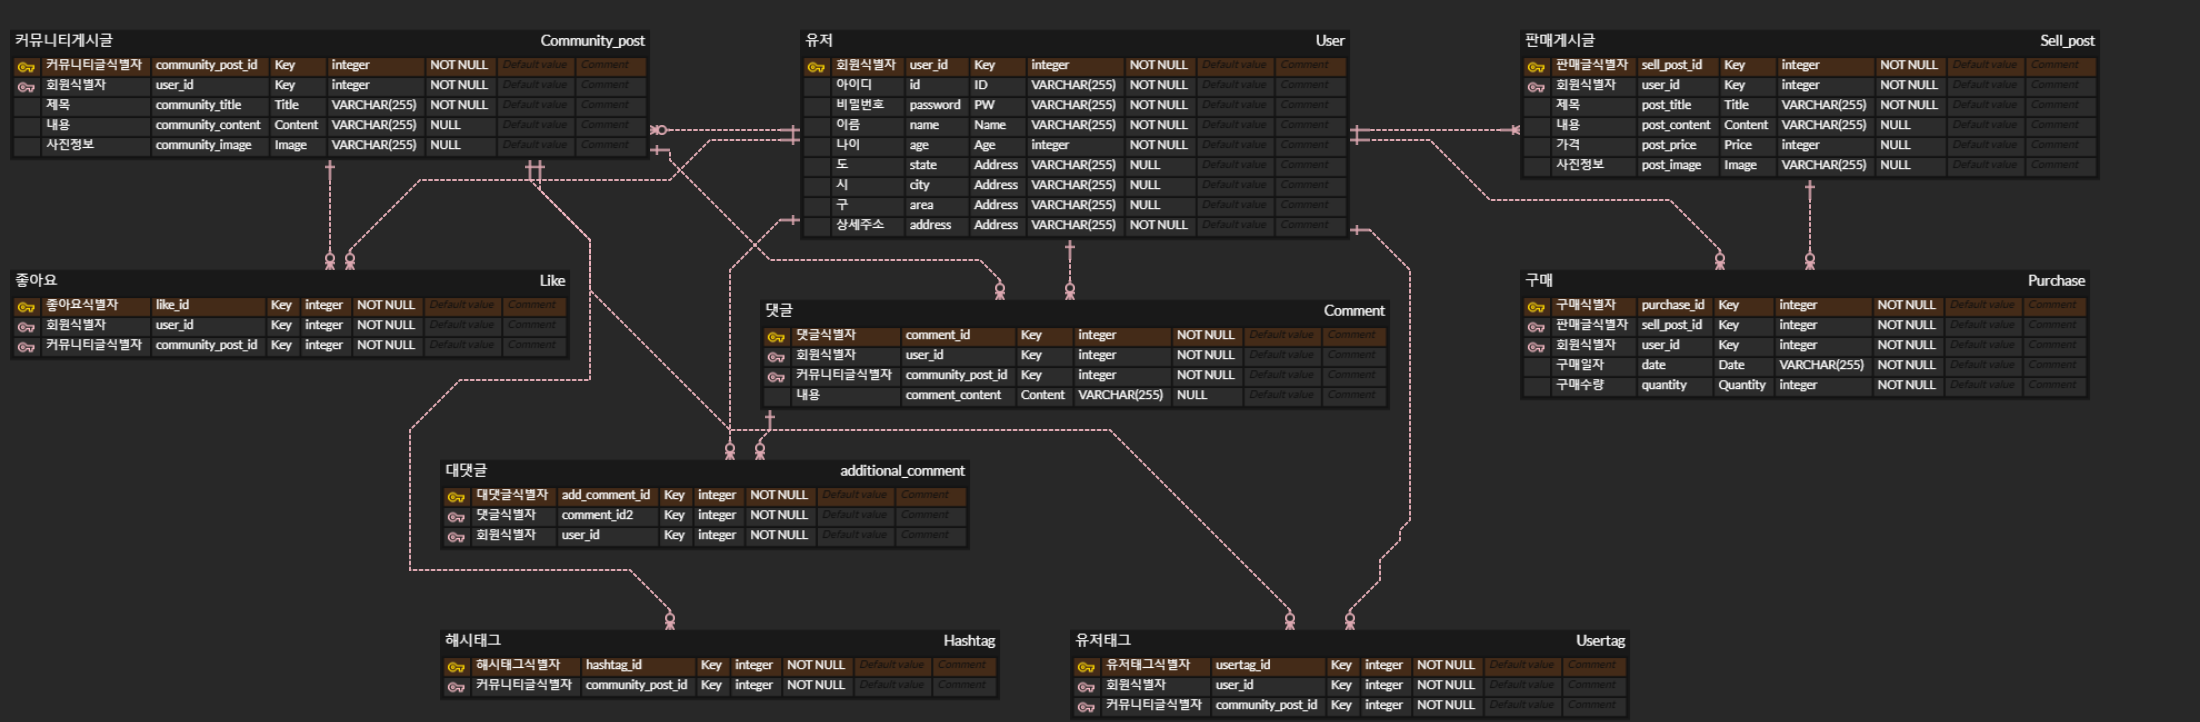 커뮤니티게시글 Community_post
커뮤니티글식별자 community_post_id Key integer NOT NULL Default value Comment
회원식별자 user_id Key integer NOT NULL Default value Comment
제목 community_title Title VARCHAR(255) NOT NULL Default value Comment
내용 community_content Content VARCHAR(255) NULL Default value Comment
사진정보 community_image Image VARCHAR(255) NULL Default value Comment
유저 User
회원식별자 user_id Key integer NOT NULL Default value Comment
아이디 id ID VARCHAR(255) NOT NULL Default value Comment
비밀번호 password PW VARCHAR(255) NOT NULL Default value Comment
이름 name Name VARCHAR(255) NOT NULL Default value Comment
나이 age Age integer NOT NULL Default value Comment
도 state Address VARCHAR(255) NULL Default value Comment
시 city Address VARCHAR(255) NULL Default value Comment
구 area Address VARCHAR(255) NULL Default value Comment
상세주소 address Address VARCHAR(255) NOT NULL Default value Comment
판매게시글 Sell_post
판매글식별자 sell_post_id Key integer NOT NULL Default value Comment
회원식별자 user_id Key integer NOT NULL Default value Comment
제목 post_title Title VARCHAR(255) NOT NULL Default value Comment
내용 post_content Content VARCHAR(255) NULL Default value Comment
가격 post_price Price integer NULL Default value Comment
사진정보 post_image Image VARCHAR(255) NULL Default value Comment
좋아요 Like
좋아요식별자 like_id Key integer NOT NULL Default value Comment
회원식별자 user_id Key integer NOT NULL Default value Comment
커뮤니티글식별자 community_post_id Key integer NOT NULL Default value Comment
댓글 Comment
댓글식별자 comment_id Key integer NOT NULL Default value Comment
회원식별자 user_id Key integer NOT NULL Default value Comment
커뮤니티글식별자 community_post_id Key integer NOT NULL Default value Comment
내용 comment_content Content VARCHAR(255) NULL Default value Comment
구매 Purchase
구매식별자 purchase_id Key integer NOT NULL Default value Comment
판매글식별자 sell_post_id Key integer NOT NULL Default value Comment
회원식별자 user_id Key integer NOT NULL Default value Comment
구매일자 date Date VARCHAR(255) NOT NULL Default value Comment
구매수량 quantity Quantity integer NOT NULL Default value Comment
대댓글 additional_comment
대댓글식별자 add_comment_id Key integer NOT NULL Default value Comment
댓글식별자 comment_id2 Key integer NOT NULL Default value Comment
회원식별자 user_id Key integer NOT NULL Default value Comment
해시태그 Hashtag
해시태그식별자 hashtag_id Key integer NOT NULL Default value Comment
커뮤니티글식별자 community_post_id Key integer NOT NULL Default value Comment
유저태그 Usertag
유저태그식별자 usertag_id Key integer NOT NULL Default value Comment
회원식별자 user_id Key integer NOT NULL Default value Comment
커뮤니티글식별자 community_post_id Key integer NOT NULL Default value Comment